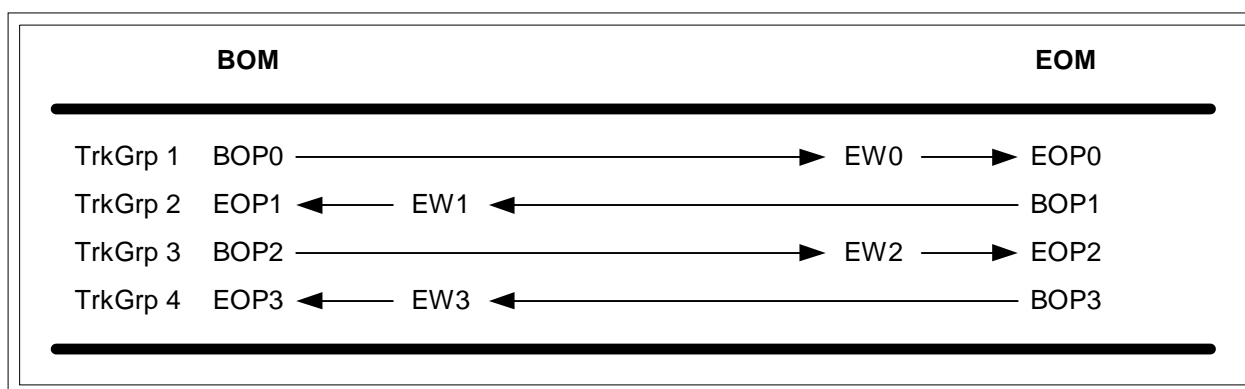 BOM EOM
TrkGrp 1 BOP0 EW0 EOP0
TrkGrp 2 EOP1 EW1 BOP1
TrkGrp 3 BOP2 EW2 EOP2
TrkGrp 4 EOP3 EW3 BOP3